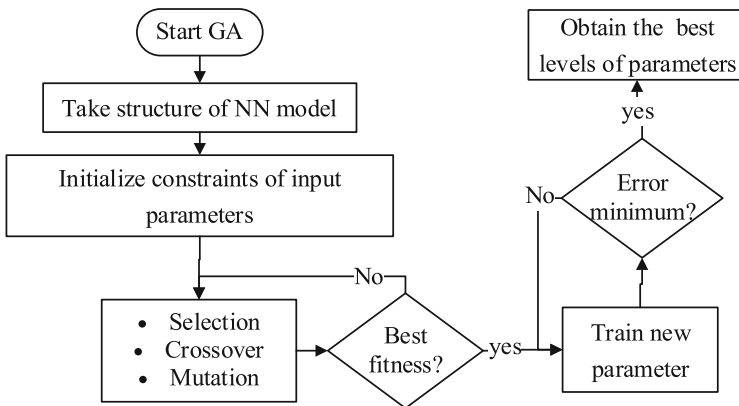 Start GA
Take structure of NN model
Initialize constraints of input
parameters
No
• Selection
• Crossover
• Mutation
Best
fitness?
yes
Train new
parameter
Error
minimum?
No
yes
Obtain the best
levels of parameters